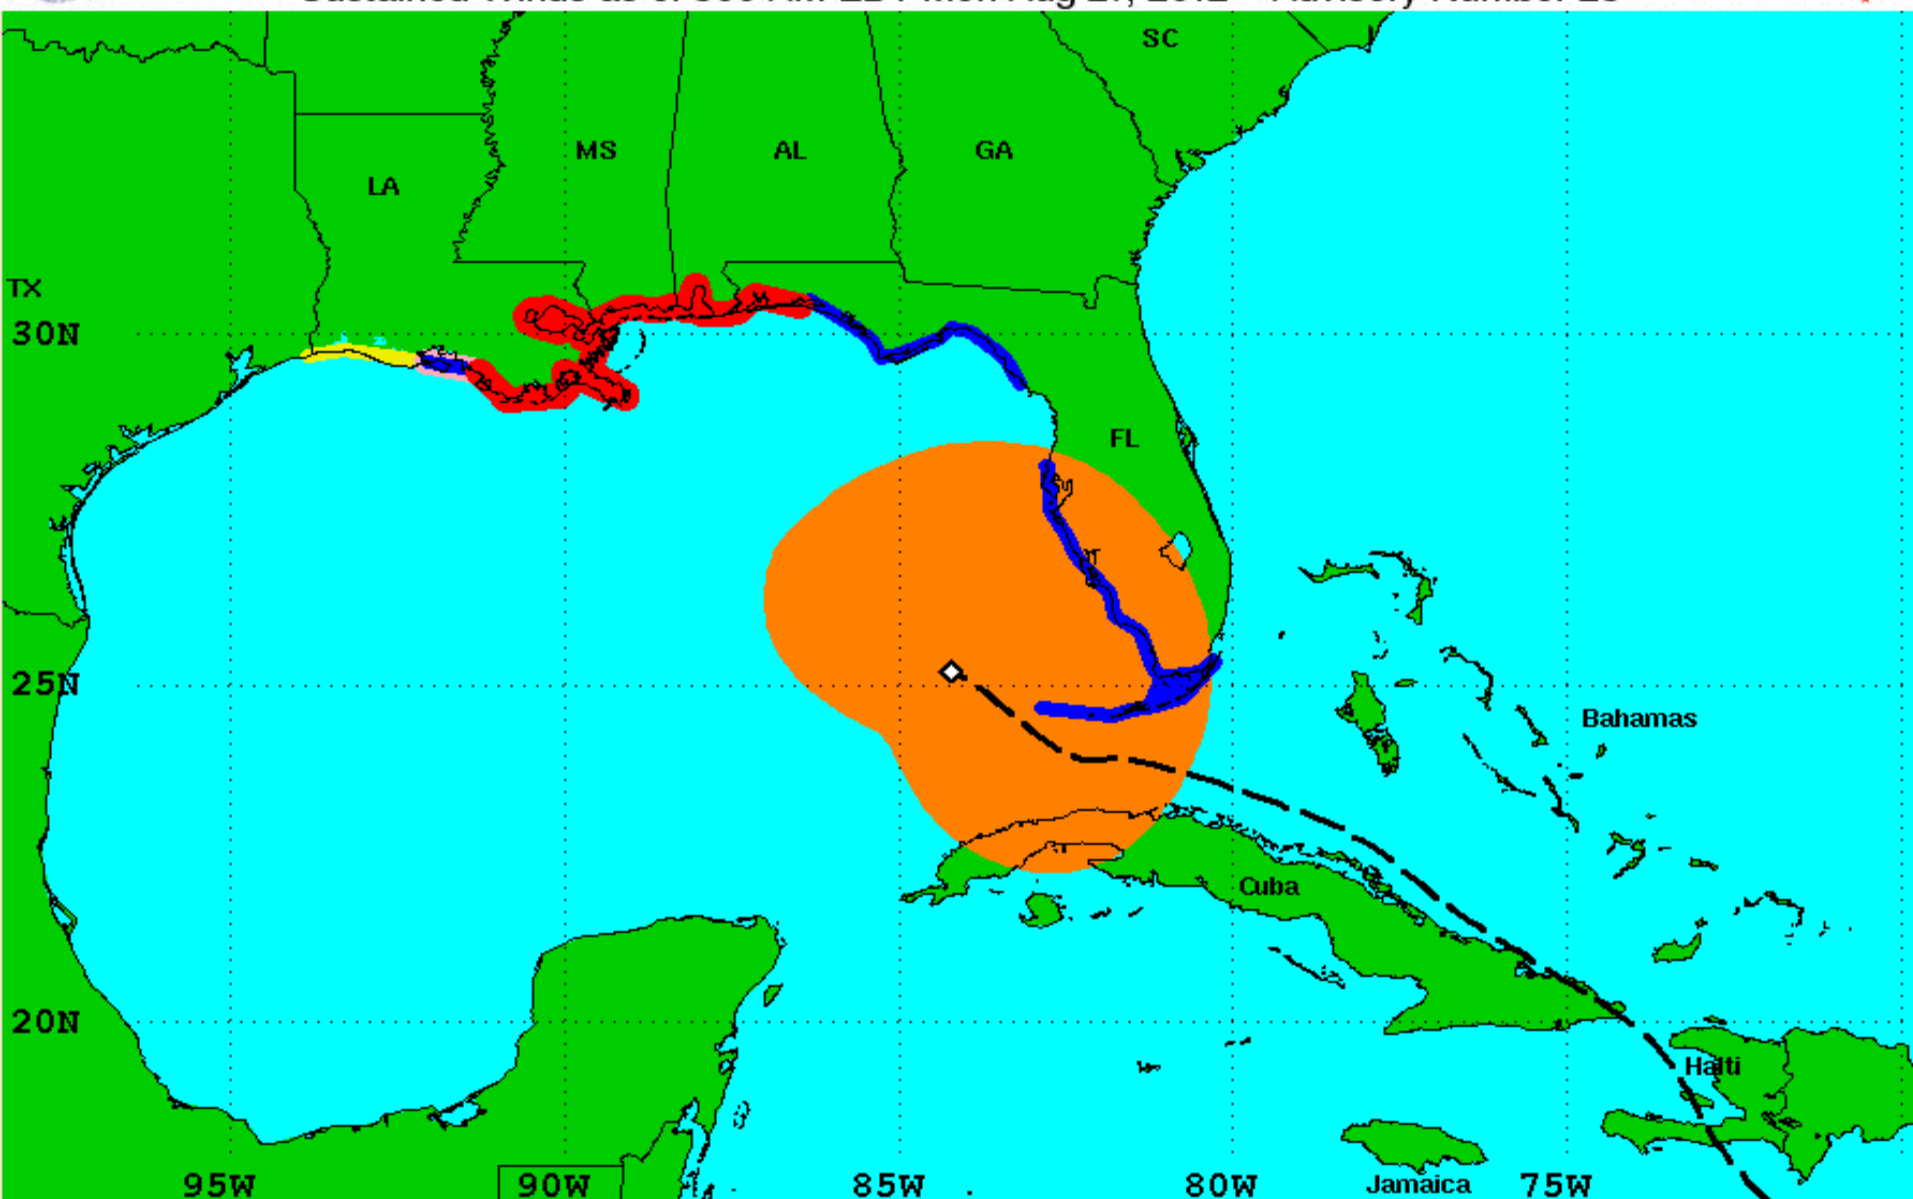 SC
MS
AL
GA
LA
TX
30N
FL
25N
Bahamas
Cuba
20N
Haiti
95W
90W
85W
80W
Jamaica
75W